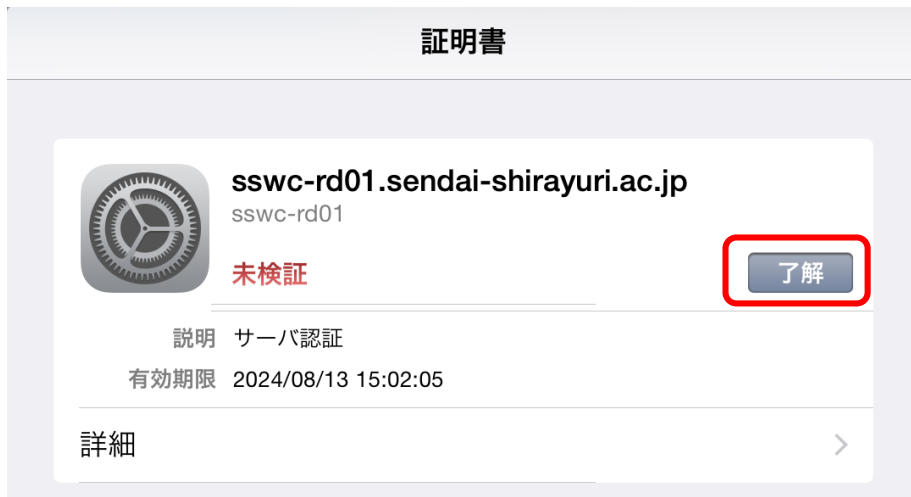 証明書
sswc-rd01.sendai-shirayuri.ac.jp
sswc-rd01
未検証
了解
説明 サーバ認証
有効期限 2024/08/13 15:02:05
詳細